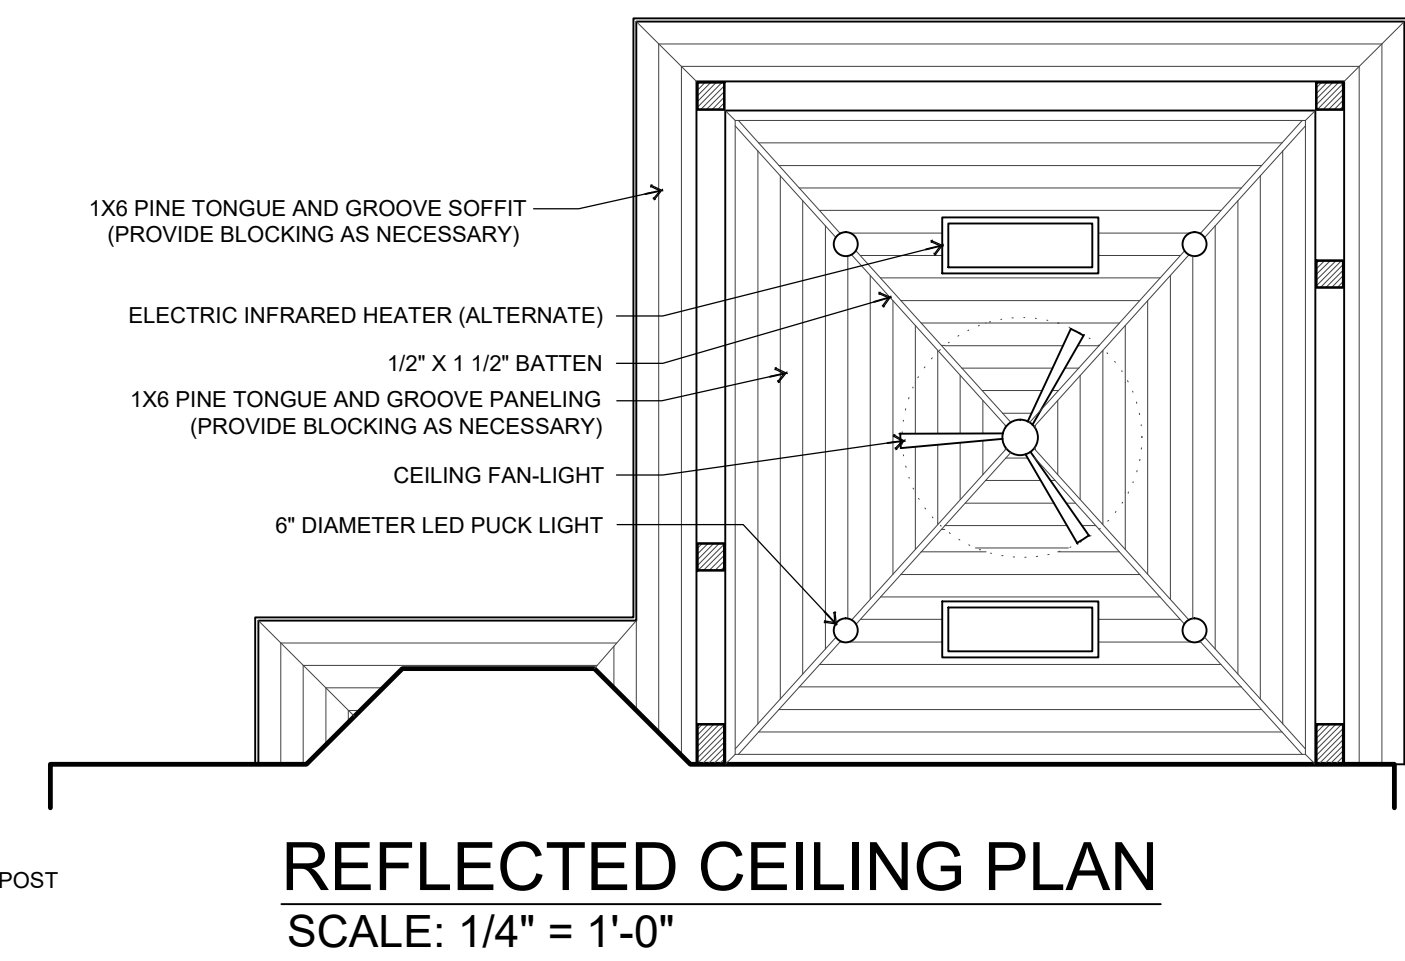 1X6 PINE TONGUE AND GROOVE SOFFIT
(PROVIDE BLOCKING AS NECESSARY)
ELECTRIC INFRARED HEATER (ALTERNATE)
1/2" X 1 1/2" BATTEN
1X6 PINE TONGUE AND GROOVE PANELING
(PROVIDE BLOCKING AS NECESSARY)
CEILING FAN-LIGHT
6" DIAMETER LED PUCK LIGHT
POST
REFLECTED CEILING PLAN
SCALE: 1/4" = 1'-0"